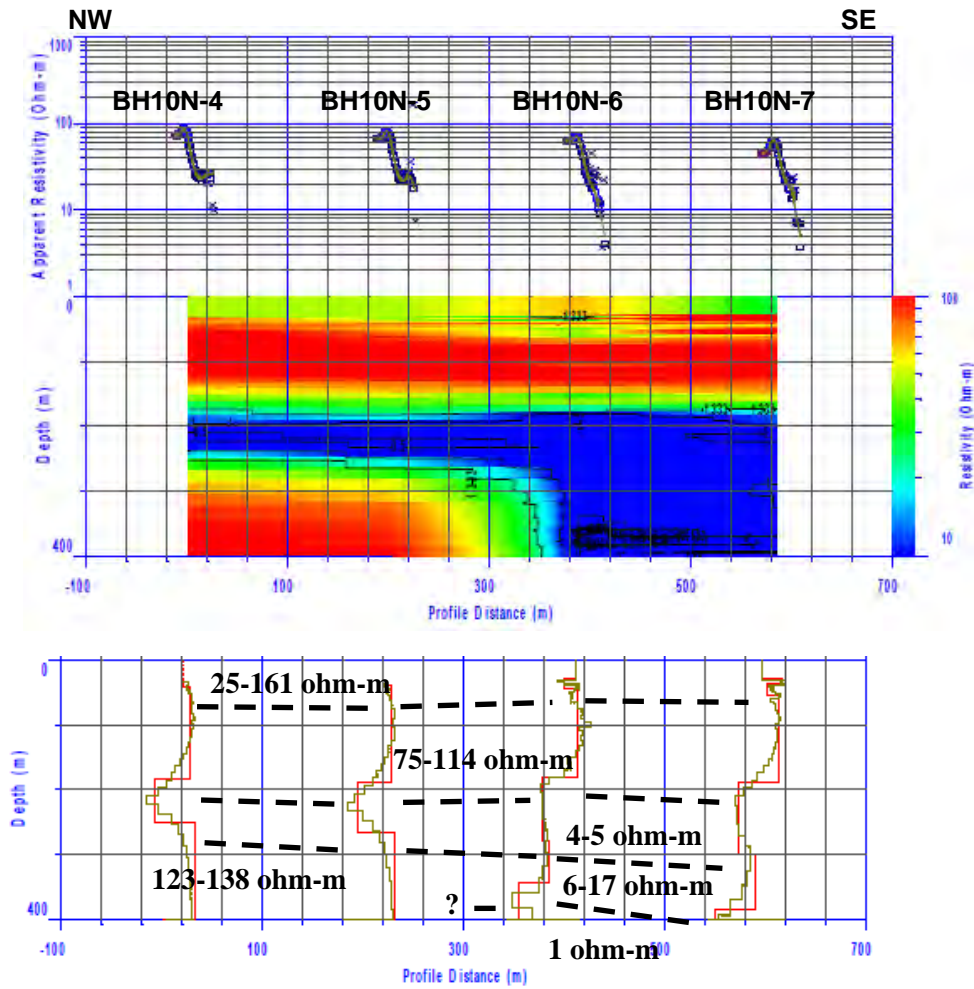 NW SE
1000
BH10N-4 BH10N-5 BH10N-6 BH10N-7
100
10
1
Apparent Resistivity (Ohm-m)
0
400
Depth (m)
-100 100 300 500 700
Profile Distance (m)
100
10
Resistivity (Ohm-m)
0
25-161 ohm-m
75-114 ohm-m
4-5 ohm-m
123-138 ohm-m
6-17 ohm-m
?
400
1 ohm-m
Depth (m)
-100 100 300 500 700
Profile Distance (m)